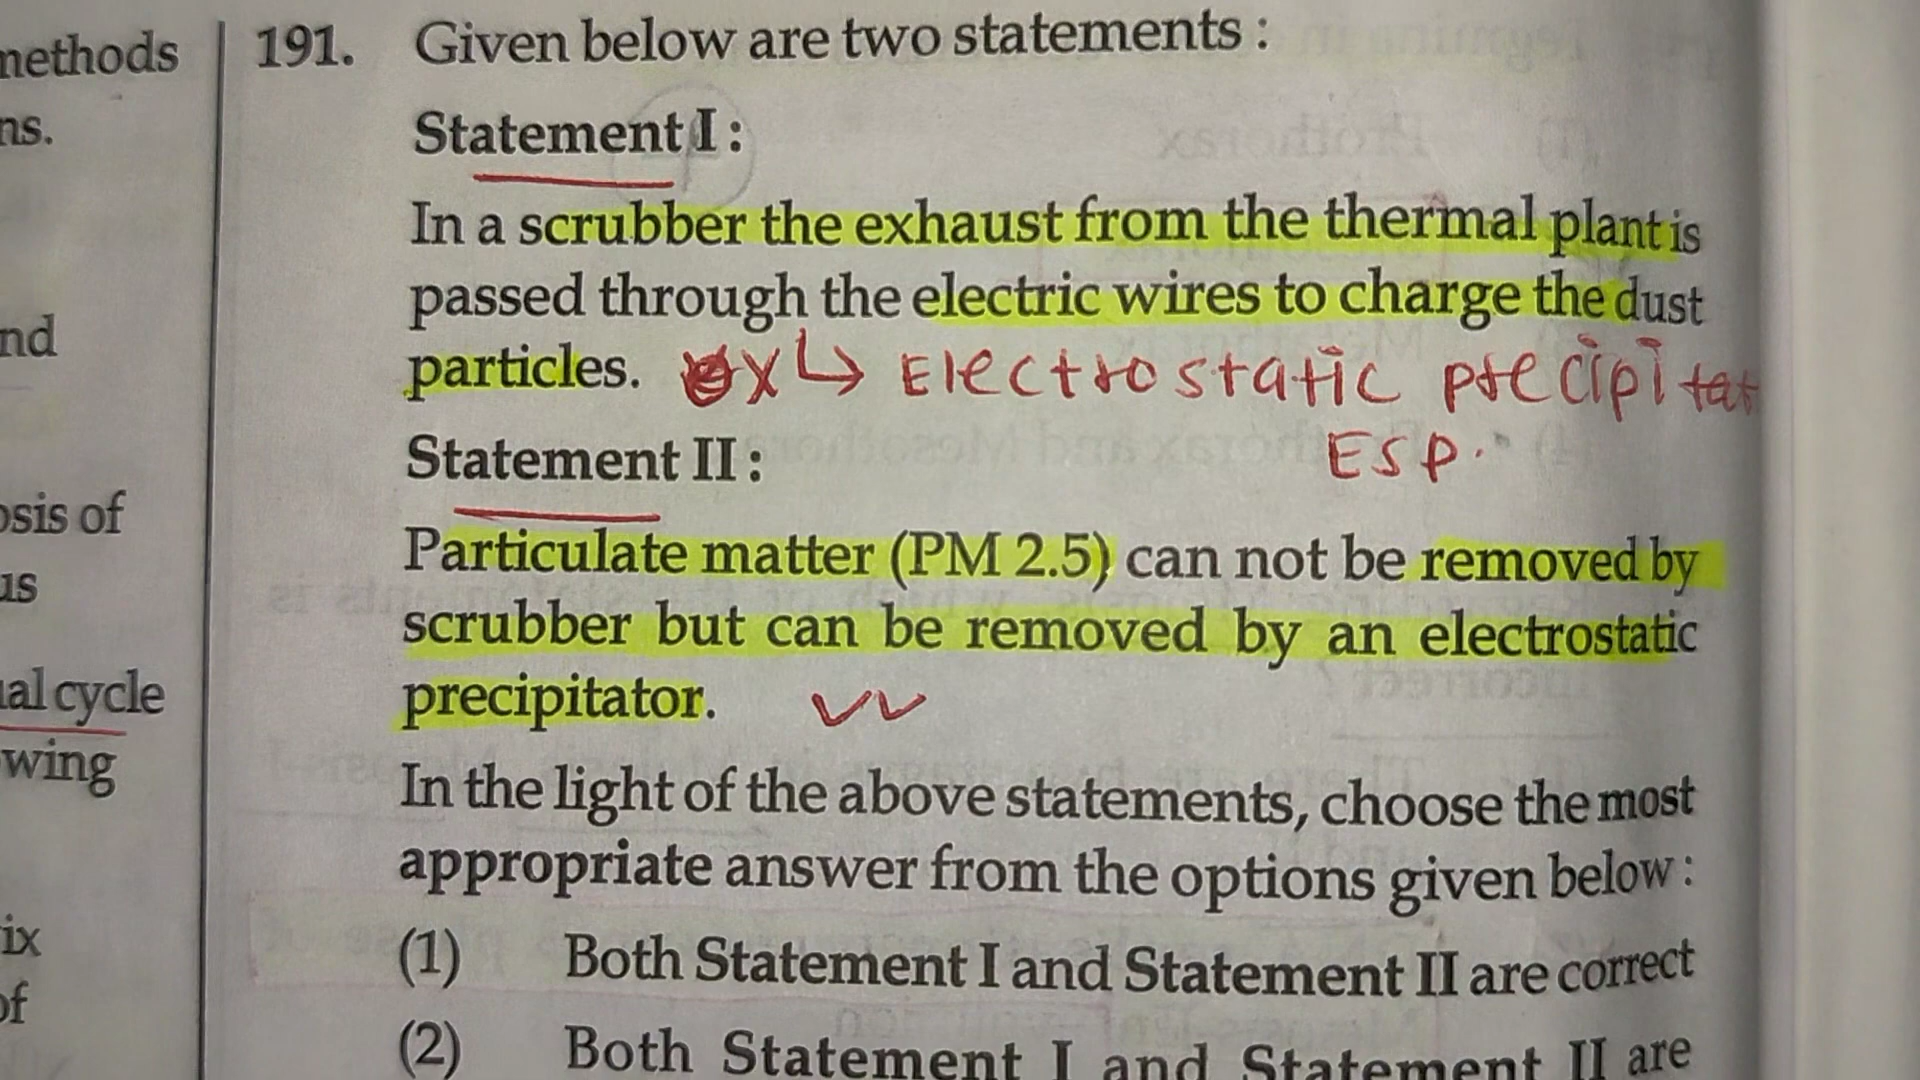 methods
ns.
nd
osis of
us
ual cycle
wing
ix
of
191. Given below are two statements :
Statement I :
In a scrubber the exhaust from the thermal plant is
passed through the electric wires to charge the dust
particles. X ↳ Electrostatic precipitat
ESP.
Statement II :
Particulate matter (PM 2.5) can not be removed by
scrubber but can be removed by an electrostatic
precipitator. ✓✓
In the light of the above statements, choose the most
appropriate answer from the options given below :
(1) Both Statement I and Statement II are correct
(2) Both Statement I and Statement II are